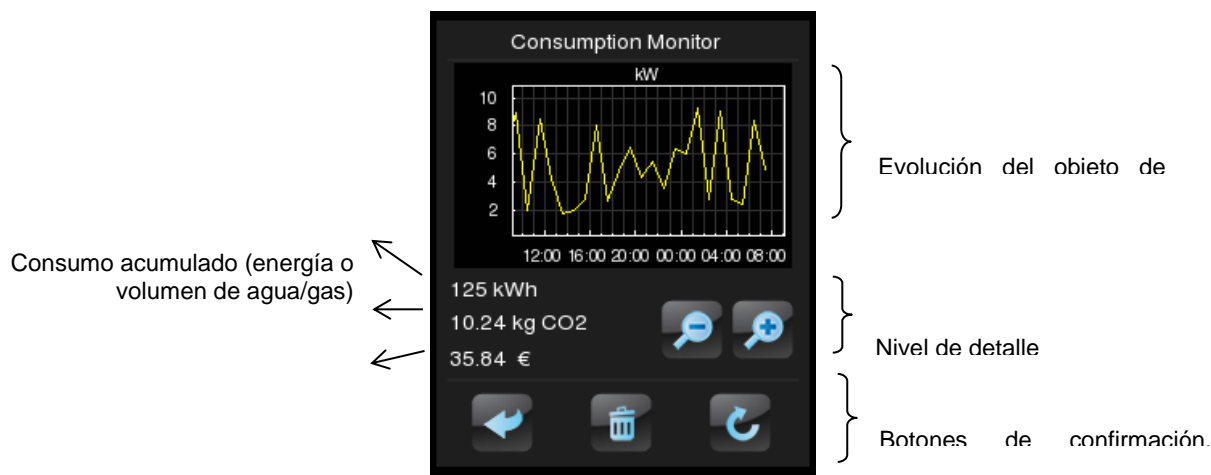 Consumption Monitor
kW
10
8
6
4
2
12:00 16:00 20:00 00:00 04:00 08:00
Evolución del objeto de
Consumo acumulado (energía o
volumen de agua/gas)
125 kWh
10.24 kg CO2
35.84 €
Nivel de detalle
Botones de confirmación.